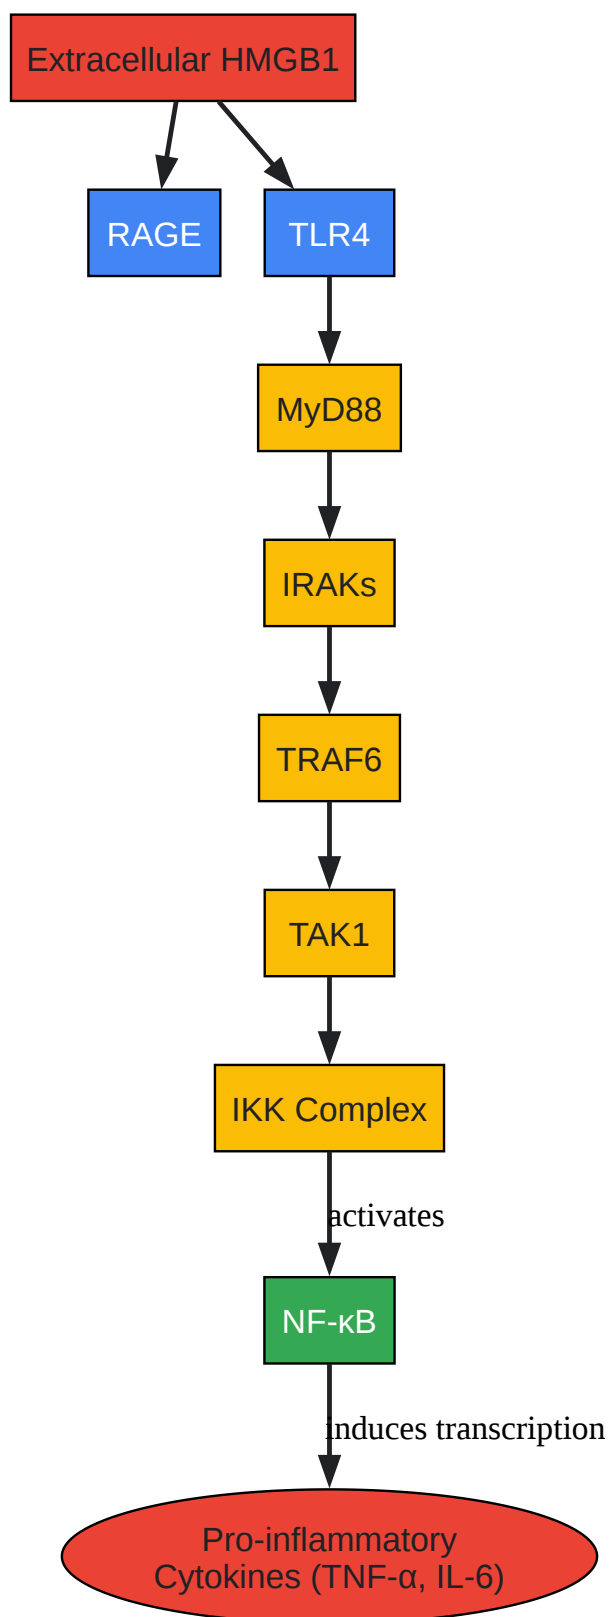 Extracellular HMGB1
RAGE
TLR4
MyD88
IRAKs
TRAF6
TAK1
IKK Complex
activates
NF-κB
induces transcription
Pro-inflammatory
Cytokines (TNF-α, IL-6)